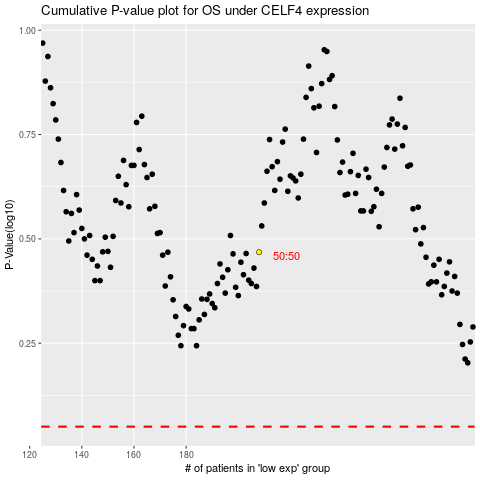 Cumulative P-value plot for OS under CELF4 expression
P-Value(log10)
1.00
0.75
0.50
0.25
50:50
120 140 160 180
# of patients in 'low exp' group